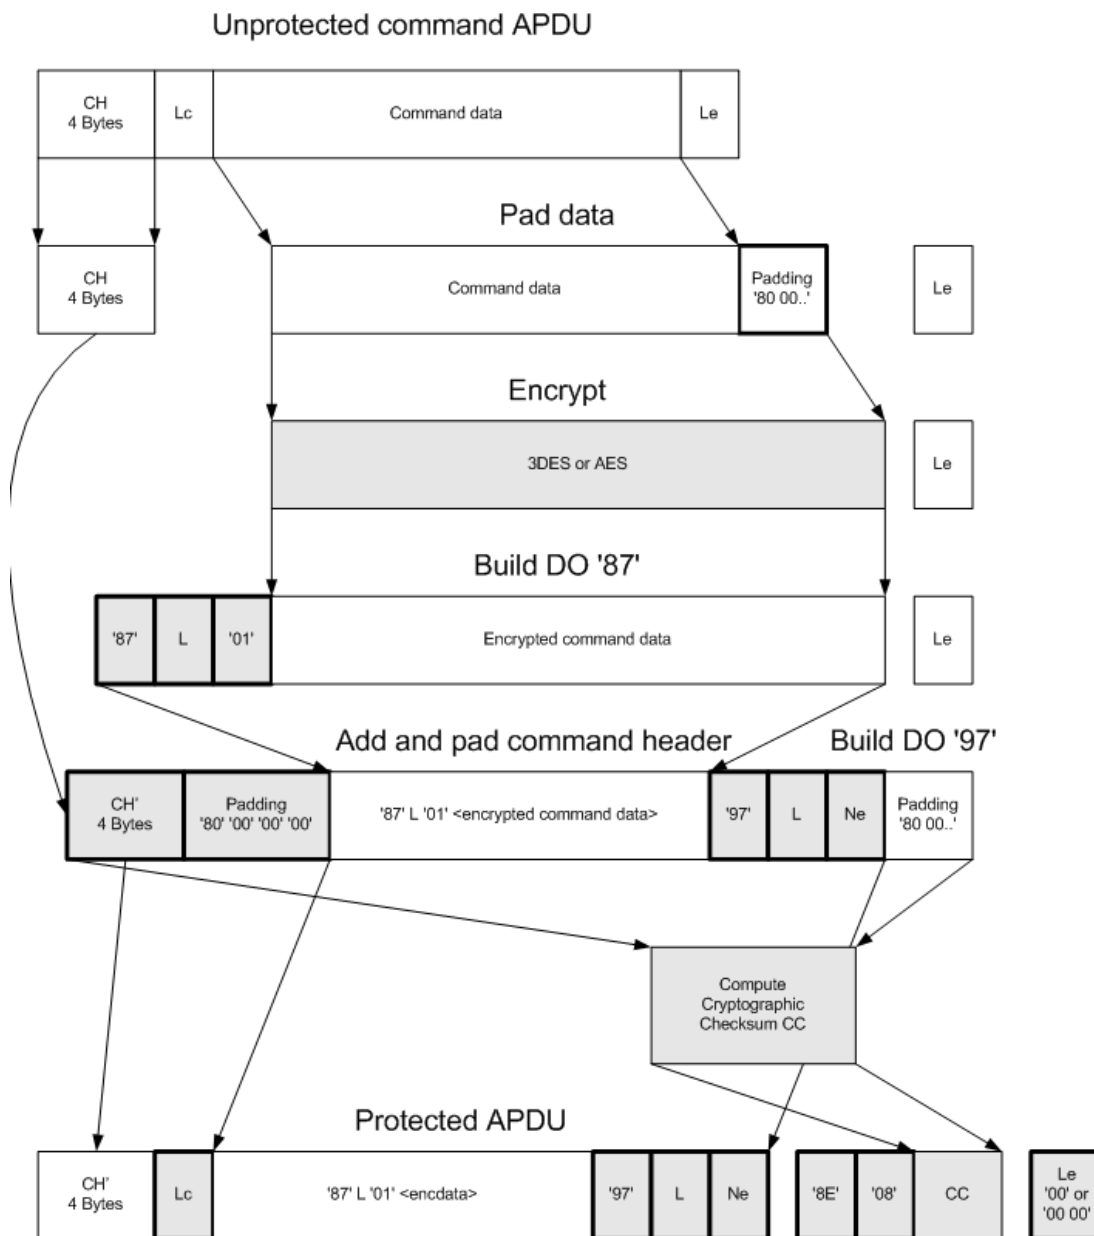 Unprotected command APDU
CH
4 Bytes
Lc
Command data
Le
Pad data
CH
4 Bytes
Command data
Padding
'80 00..'
Le
Encrypt
3DES or AES
Le
Build DO '87'
'87'
L
'01'
Encrypted command data
Le
Add and pad command header
Build DO '97'
CH'
4 Bytes
Padding
'80' '00' '00' '00'
'87' L '01' <encrypted command data>
'97'
L
Ne
Padding
'80 00..'
Compute
Cryptographic
Checksum CC
Protected APDU
CH'
4 Bytes
Lc
'87' L '01' <encdata>
'97'
L
Ne
'8E'
'08'
CC
Le
'00' or
'00 00'